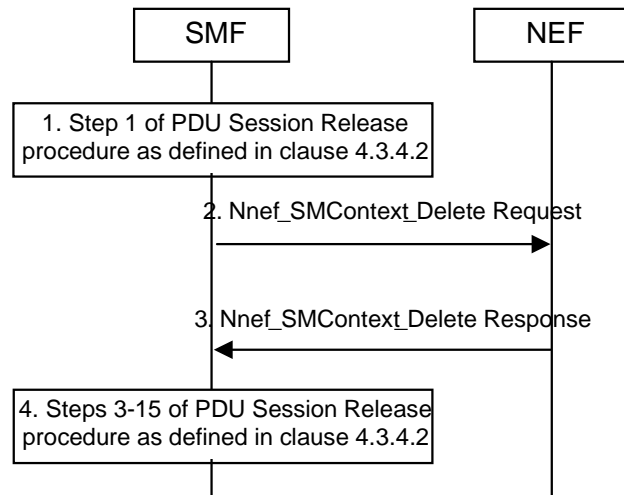 SMF
NEF
1. Step 1 of PDU Session Release
procedure as defined in clause 4.3.4.2
2. Nnef_SMContext_Delete Request
3. Nnef_SMContext_Delete Response
4. Steps 3-15 of PDU Session Release
procedure as defined in clause 4.3.4.2